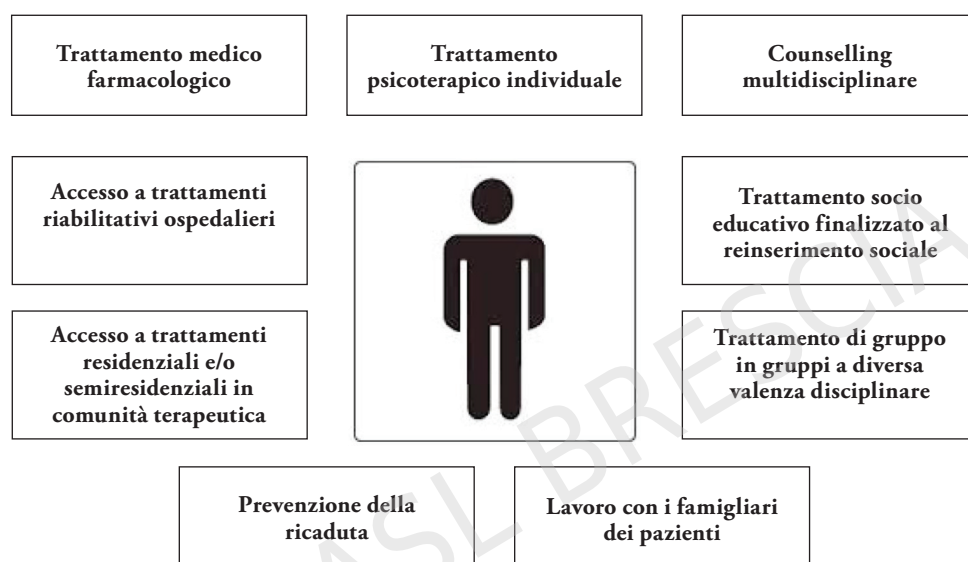 Trattamento medico
farmacologico
Trattamento
psicoterapico individuale
Counselling
multidisciplinare
Accesso a trattamenti
riabilitativi ospedalieri
Trattamento socio
educativo finalizzato al
reinserimento sociale
Accesso a trattamenti
residenziali e/o
semiresidenziali in
comunità terapeutica
Trattamento di gruppo
in gruppi a diversa
valenza disciplinare
Prevenzione della
ricaduta
Lavoro con i famigliari
dei pazienti
ASL BRESCIA